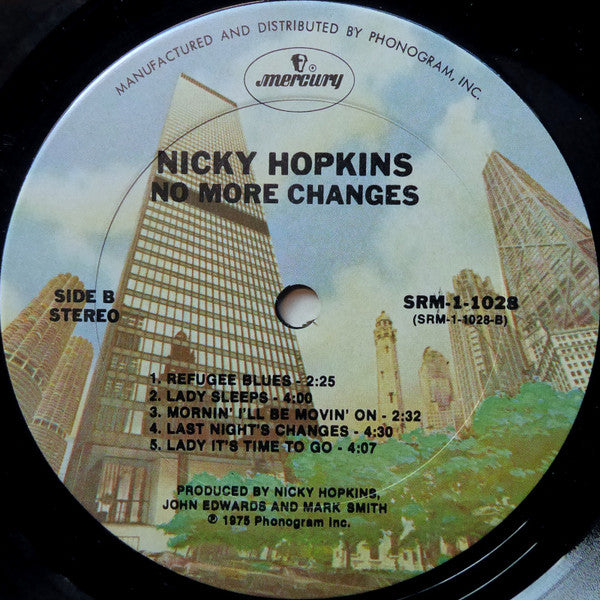 MANUFACTURED AND DISTRIBUTED BY PHONOGRAM, INC.
mercury ®
NICKY HOPKINS
NO MORE CHANGES
SIDE B
STEREO
SRM-1-1028
(SRM-1-1028-B)
1. REFUGEE BLUES - 2:25
2. LADY SLEEPS - 4:00
3. MORNIN' I'LL BE MOVIN' ON - 2:32
4. LAST NIGHT'S CHANGES - 4:30
5. LADY IT'S TIME TO GO - 4:07
PRODUCED BY NICKY HOPKINS,
JOHN EDWARDS AND MARK SMITH
℗ 1975 Phonogram Inc.